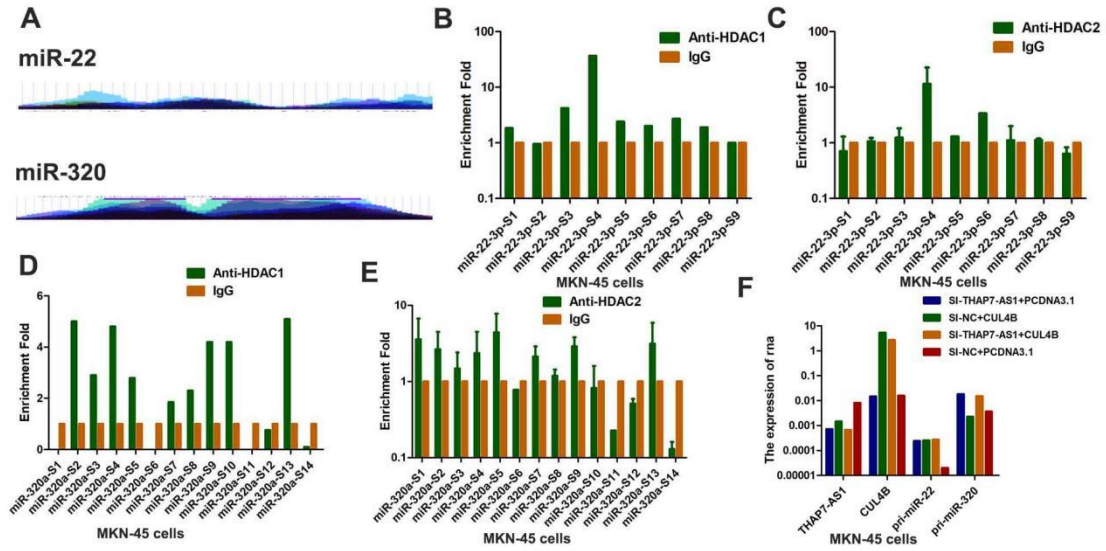 A
miR-22
miR-320
B
Enrichment Fold
100
10
1
0.1
Anti-HDAC1
IgG
miR-22-3p-S1
miR-22-3p-S2
miR-22-3p-S3
miR-22-3p-S4
miR-22-3p-S5
miR-22-3p-S6
miR-22-3p-S7
miR-22-3p-S8
miR-22-3p-S9
MKN-45 cells
C
Enrichment Fold
100
10
1
0.1
Anti-HDAC2
IgG
miR-22-3p-S1
miR-22-3p-S2
miR-22-3p-S3
miR-22-3p-S4
miR-22-3p-S5
miR-22-3p-S6
miR-22-3p-S7
miR-22-3p-S8
miR-22-3p-S9
MKN-45 cells
D
Enrichment Fold
6
4
2
0
Anti-HDAC1
IgG
miR-320a-S1
miR-320a-S2
miR-320a-S3
miR-320a-S4
miR-320a-S5
miR-320a-S6
miR-320a-S7
miR-320a-S8
miR-320a-S9
miR-320a-S10
miR-320a-S11
miR-320a-S12
miR-320a-S13
miR-320a-S14
MKN-45 cells
E
Enrichment Fold
10
1
0.1
Anti-HDAC2
IgG
miR-320a-S1
miR-320a-S2
miR-320a-S3
miR-320a-S4
miR-320a-S5
miR-320a-S6
miR-320a-S7
miR-320a-S8
miR-320a-S9
miR-320a-S10
miR-320a-S11
miR-320a-S12
miR-320a-S13
miR-320a-S14
MKN-45 cells
F
SI-THAP7-AS1+PCDNA3.1
SI-NC+CUL4B
SI-THAP7-AS1+CUL4B
SI-NC+PCDNA3.1
The expression of rna
10
1
0.1
0.01
0.001
0.0001
0.00001
THAP7-AS1
CUL4B
pri-miR-22
pri-miR-320
MKN-45 cells